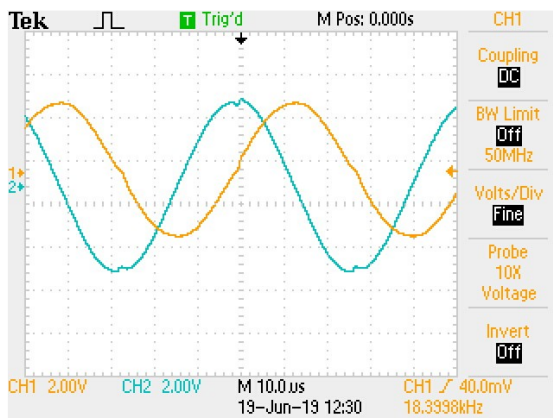 Tek T Trig'd M Pos: 0.000s CH1
Coupling
DC
BW Limit
Off
50MHz
1
2
Volts/Div
Fine
Probe
10X
Voltage
Invert
Off
CH1 2.00V CH2 2.00V M 10.0us CH1 40.0mV
19-Jun-19 12:30 18.3998kHz